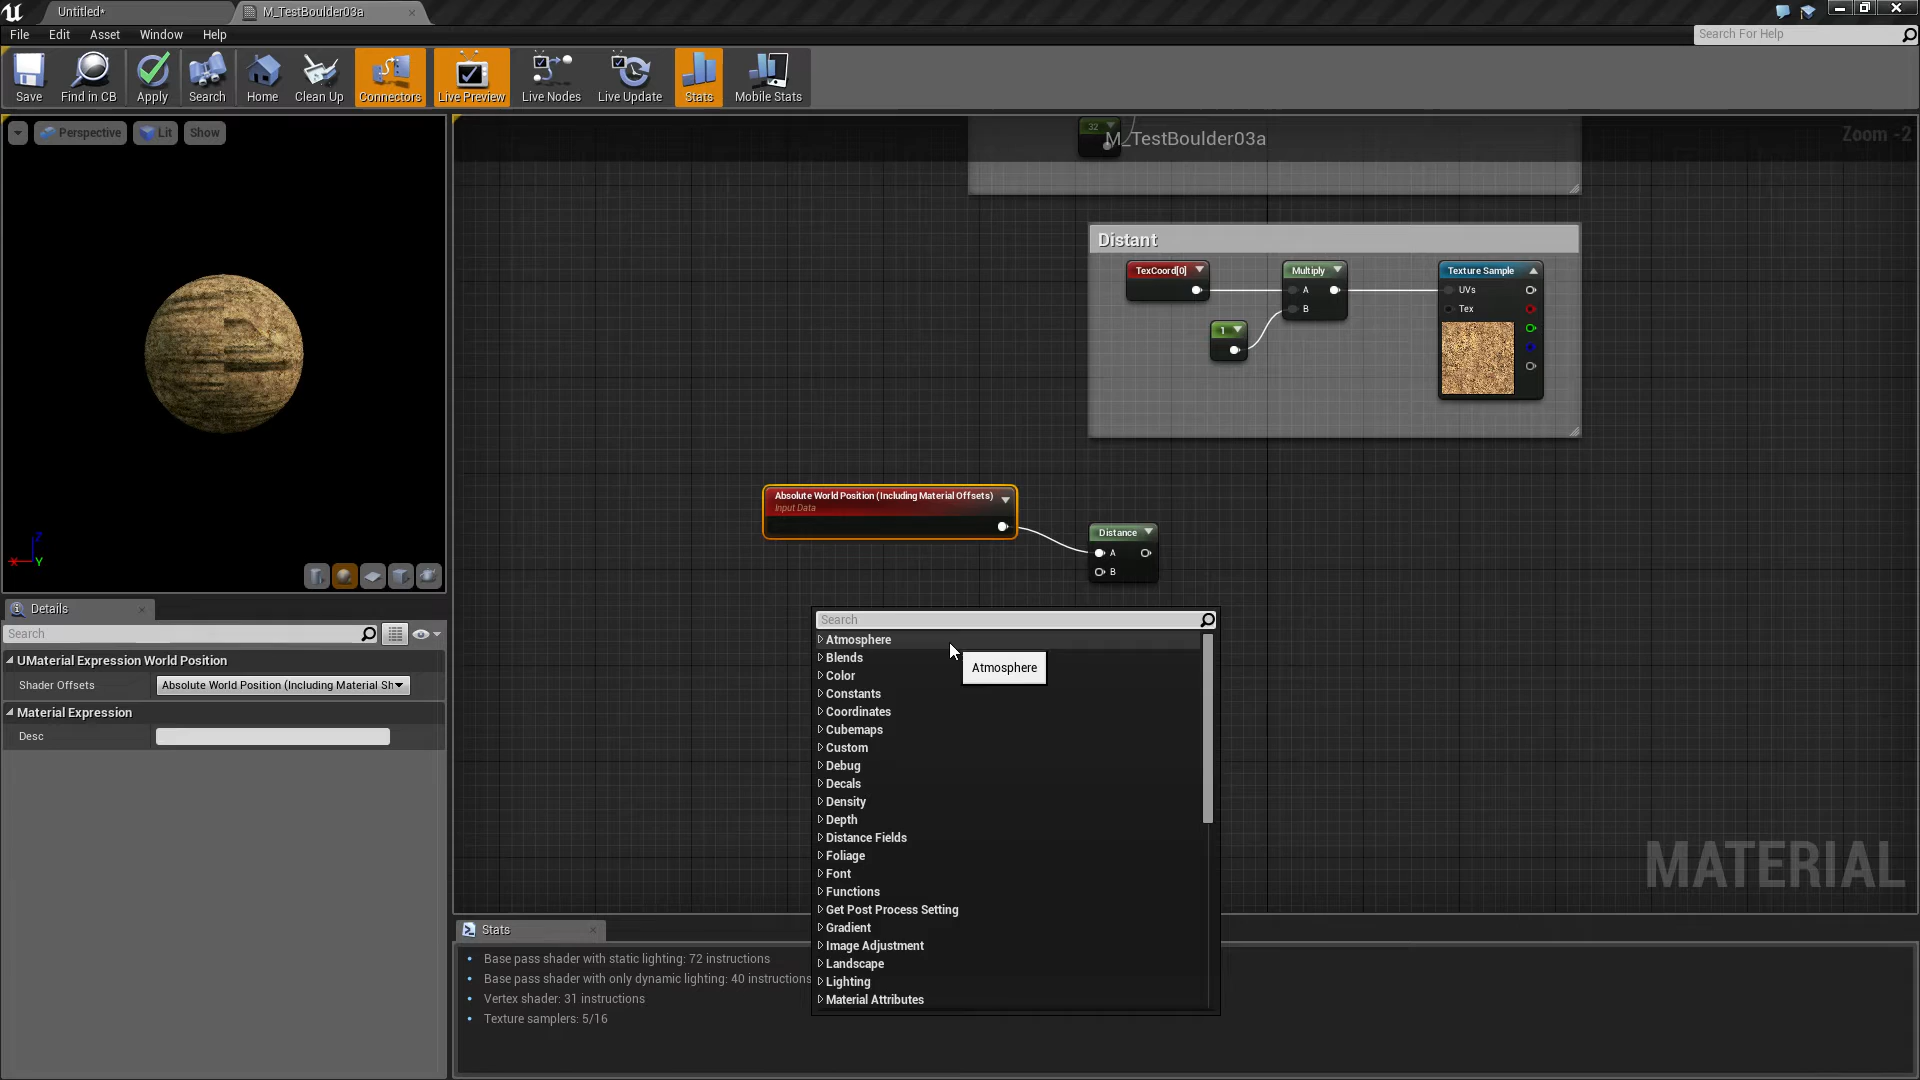 Untitled*
M_TestBoulder03a
File Edit Asset Window Help
Search For Help
Save
Find in CB
Apply
Search
Home
Clean Up
Connectors
Live Preview
Live Nodes
Live Update
Stats
Mobile Stats
Perspective
Lit
Show
32
M_TestBoulder03a
Zoom -2
Distant
TexCoord[0]
Multiply
A
B
1
Texture Sample
UVs
Tex
Absolute World Position (Including Material Offsets)
Input Data
Distance
A
B
Z
X
Y
Details
Search
UMaterial Expression World Position
Shader Offsets
Absolute World Position (Including Material Sh
Material Expression
Desc
Search
Atmosphere
Atmosphere
Blends
Color
Constants
Coordinates
Cubemaps
Custom
Debug
Decals
Density
Depth
Distance Fields
Foliage
Font
Functions
Get Post Process Setting
Gradient
Image Adjustment
Landscape
Lighting
Material Attributes
MATERIAL
Stats
Base pass shader with static lighting: 72 instructions
Base pass shader with only dynamic lighting: 40 instructions
Vertex shader: 31 instructions
Texture samplers: 5/16